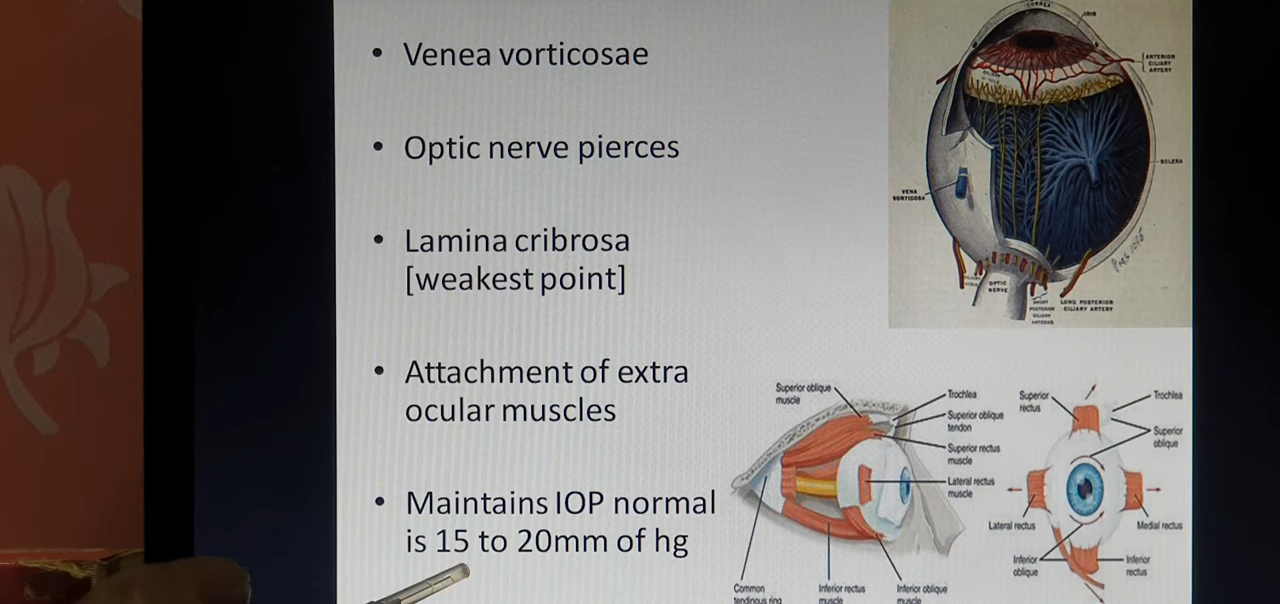 • Venea vorticosae
• Optic nerve pierces
• Lamina cribrosa
[weakest point]
• Attachment of extra
ocular muscles
• Maintains IOP normal
is 15 to 20mm of hg
CORNEA
IRIS
ANTERIOR
CILIARY
ARTERY
SCLERA
VENA
VORTICOSA
OPTIC
NERVE
SHORT
POSTERIOR
CILIARY
ARTERIES
LONG POSTERIOR
CILIARY ARTERY
Superior oblique
muscle
Trochlea
Superior oblique
tendon
Superior rectus
muscle
Lateral rectus
muscle
Common
tendinous ring
Inferior rectus
muscle
Inferior oblique
muscle
Superior
rectus
Trochlea
Superior
oblique
Lateral rectus
Medial rectus
Inferior
oblique
Inferior
rectus